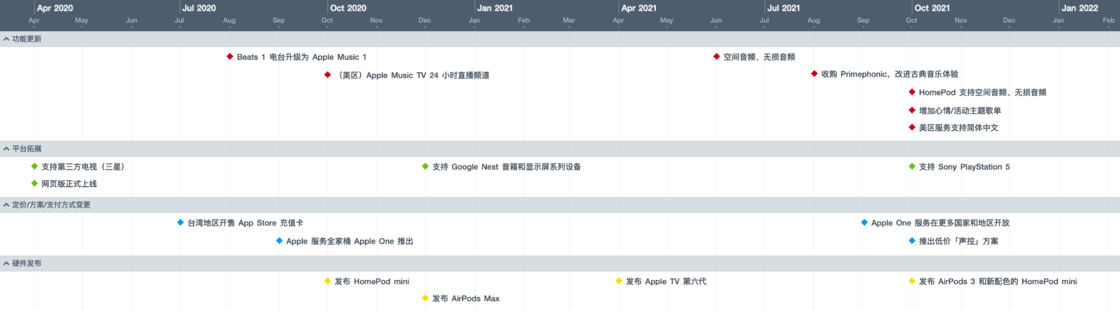 Apr 2020 Jul 2020 Oct 2020 Jan 2021 Apr 2021 Jul 2021 Oct 2021 Jan 2022
Apr May Jun Jul Aug Sep Oct Nov Dec Jan Feb Mar Apr May Jun Jul Aug Sep Oct Nov Dec Jan Feb
功能更新
Beats 1 电台升级为 Apple Music 1
空间音频、无损音频
（美区）Apple Music TV 24 小时直播频道
收购 Primephonic，改进古典音乐体验
HomePod 支持空间音频、无损音频
增加心情/活动主题歌单
美区服务支持简体中文
平台拓展
支持第三方电视（三星）
支持 Google Nest 音箱和显示屏系列设备
支持 Sony PlayStation 5
网页版正式上线
定价/方案/支付方式变更
台湾地区开售 App Store 充值卡
Apple One 服务在更多国家和地区开放
Apple 服务全家桶 Apple One 推出
推出低价「声控」方案
硬件发布
发布 HomePod mini
发布 Apple TV 第六代
发布 AirPods 3 和新配色的 HomePod mini
发布 AirPods Max